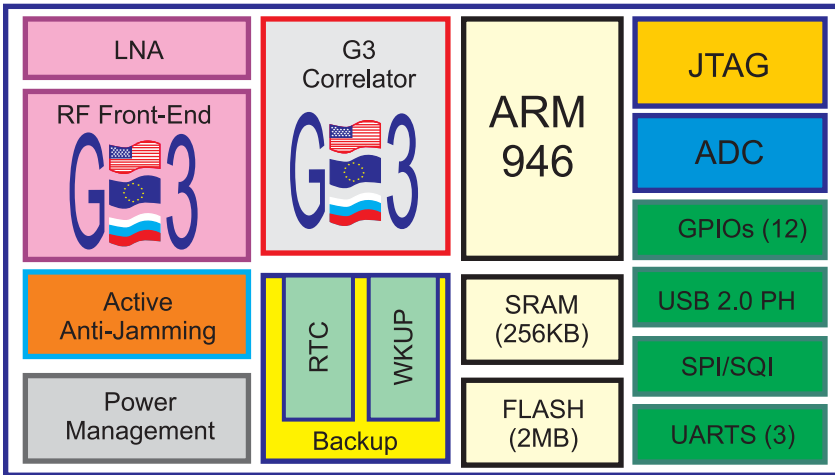 LNA
RF Front-End
G3
Active
Anti-Jamming
Power
Management
G3
Correlator
G3
RTC
WKUP
Backup
ARM
946
SRAM
(256KB)
FLASH
(2MB)
JTAG
ADC
GPIOs (12)
USB 2.0 PH
SPI/SQI
UARTS (3)